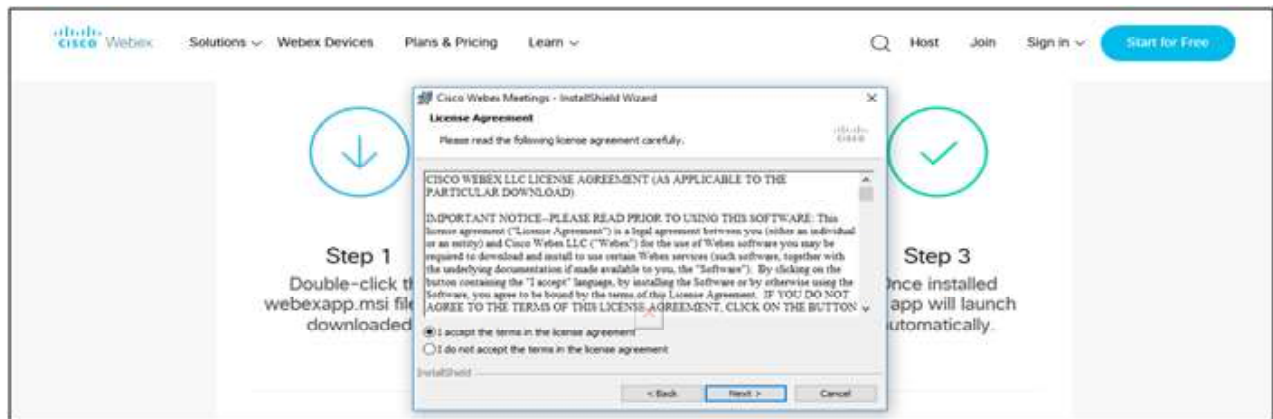 CISCO Webex Solutions Webex Devices Plans & Pricing Learn Host Join Sign in Start for Free
Cisco Webex Meetings - InstallShield Wizard
License Agreement
Please read the following license agreement carefully.
CISCO
CISCO WEBEX LLC LICENSE AGREEMENT (AS APPLICABLE TO THE
PARTICULAR DOWNLOAD)
IMPORTANT NOTICE--PLEASE READ PRIOR TO USING THIS SOFTWARE: This
license agreement ("License Agreement") is a legal agreement between you (either an individual
or an entity) and Cisco Webex LLC ("Webex") for the use of Webex software you may be
required to download and install to use certain Webex services (such software, together with
the underlying documentation if made available to you, the "Software"). By clicking on the
button containing the "I accept" language, by installing the Software or by otherwise using the
Software, you agree to be bound by the terms of this License Agreement. IF YOU DO NOT
AGREE TO THE TERMS OF THIS LICENSE AGREEMENT, CLICK ON THE BUTTON
I accept the terms in the license agreement
I do not accept the terms in the license agreement
InstallShield
< Back Next > Cancel
Step 1
Double-click th
webexapp.msi file
downloaded
Step 3
Once installed
app will launch
utomatically.